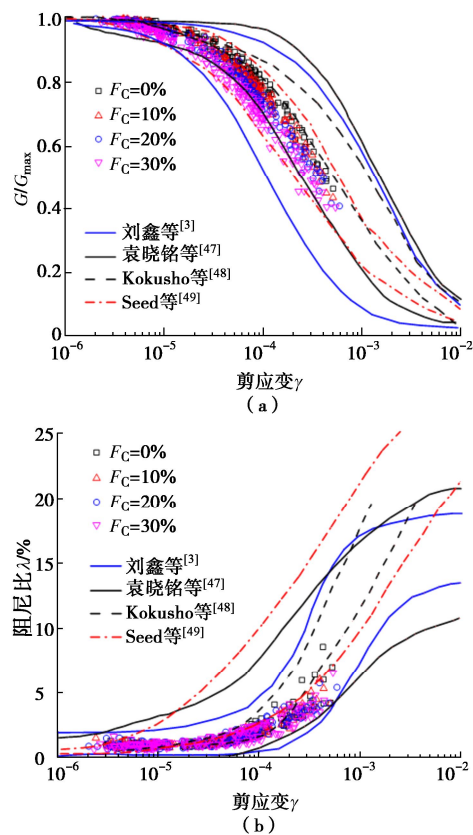 1.0
0.8
0.6
0.4
0.2
0
G/Gmax
FC=0%
FC=10%
FC=20%
FC=30%
刘鑫等[3]
袁晓铭等[47]
Kokusho等[48]
Seed等[49]
10-6 10-5 10-4 10-3 10-2
剪应变γ
(a)
25
20
15
10
5
0
阻尼比λ/%
FC=0%
FC=10%
FC=20%
FC=30%
刘鑫等[3]
袁晓铭等[47]
Kokusho等[48]
Seed等[49]
10-6 10-5 10-4 10-3 10-2
剪应变γ
(b)